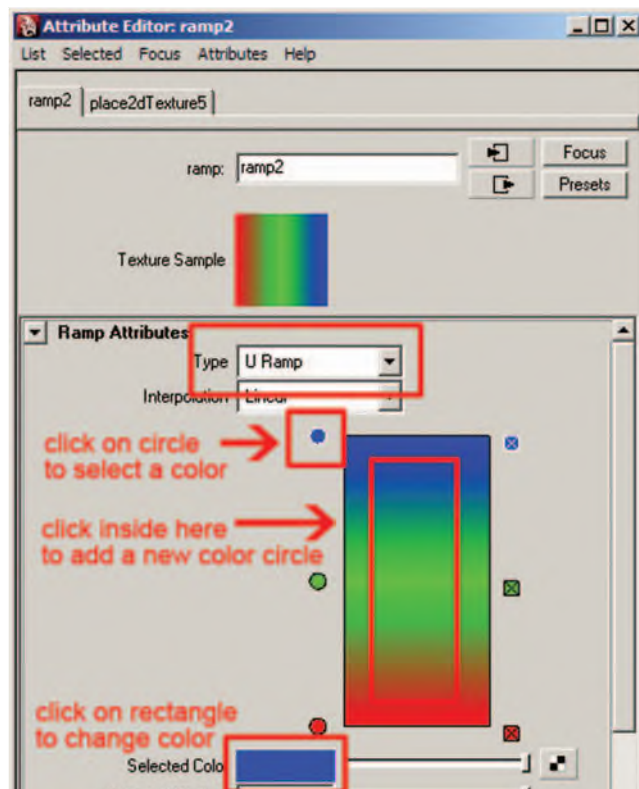 Attribute Editor: ramp2
List Selected Focus Attributes Help
ramp2 place2dTexture5
ramp: ramp2
Focus
Presets
Texture Sample
Ramp Attributes
Type U Ramp
Interpolation Linear
click on circle
to select a color
click inside here
to add a new color circle
click on rectangle
to change color
Selected Colo